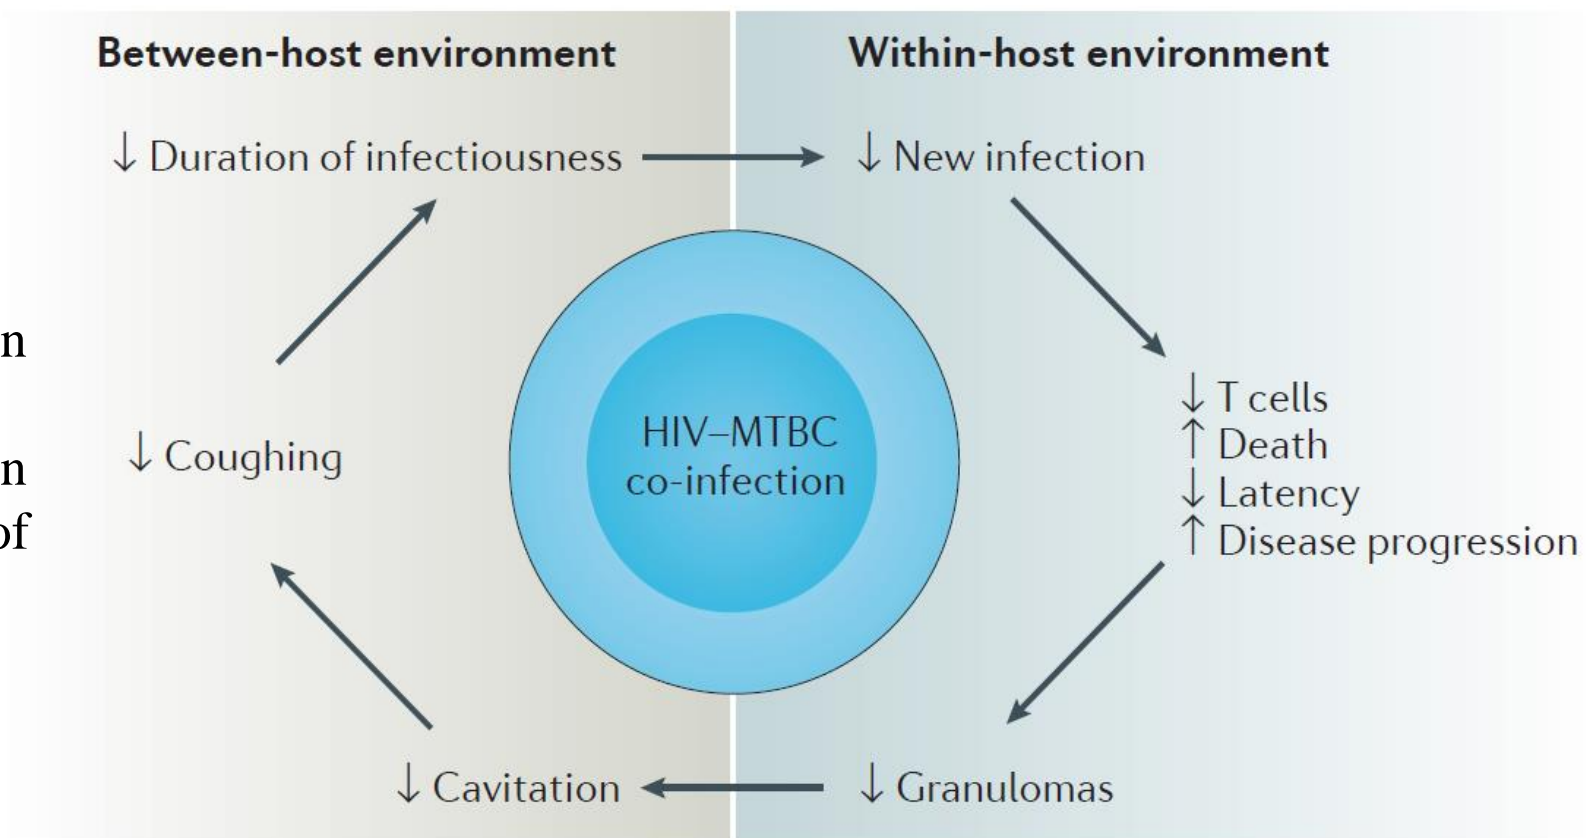 Between-host environment
Within-host environment
↓ Duration of infectiousness
↓ New infection
n
n
of
HIV–MTBC
co-infection
↓ T cells
↑ Death
↓ Latency
↑ Disease progression
↓ Coughing
↓ Cavitation
↓ Granulomas